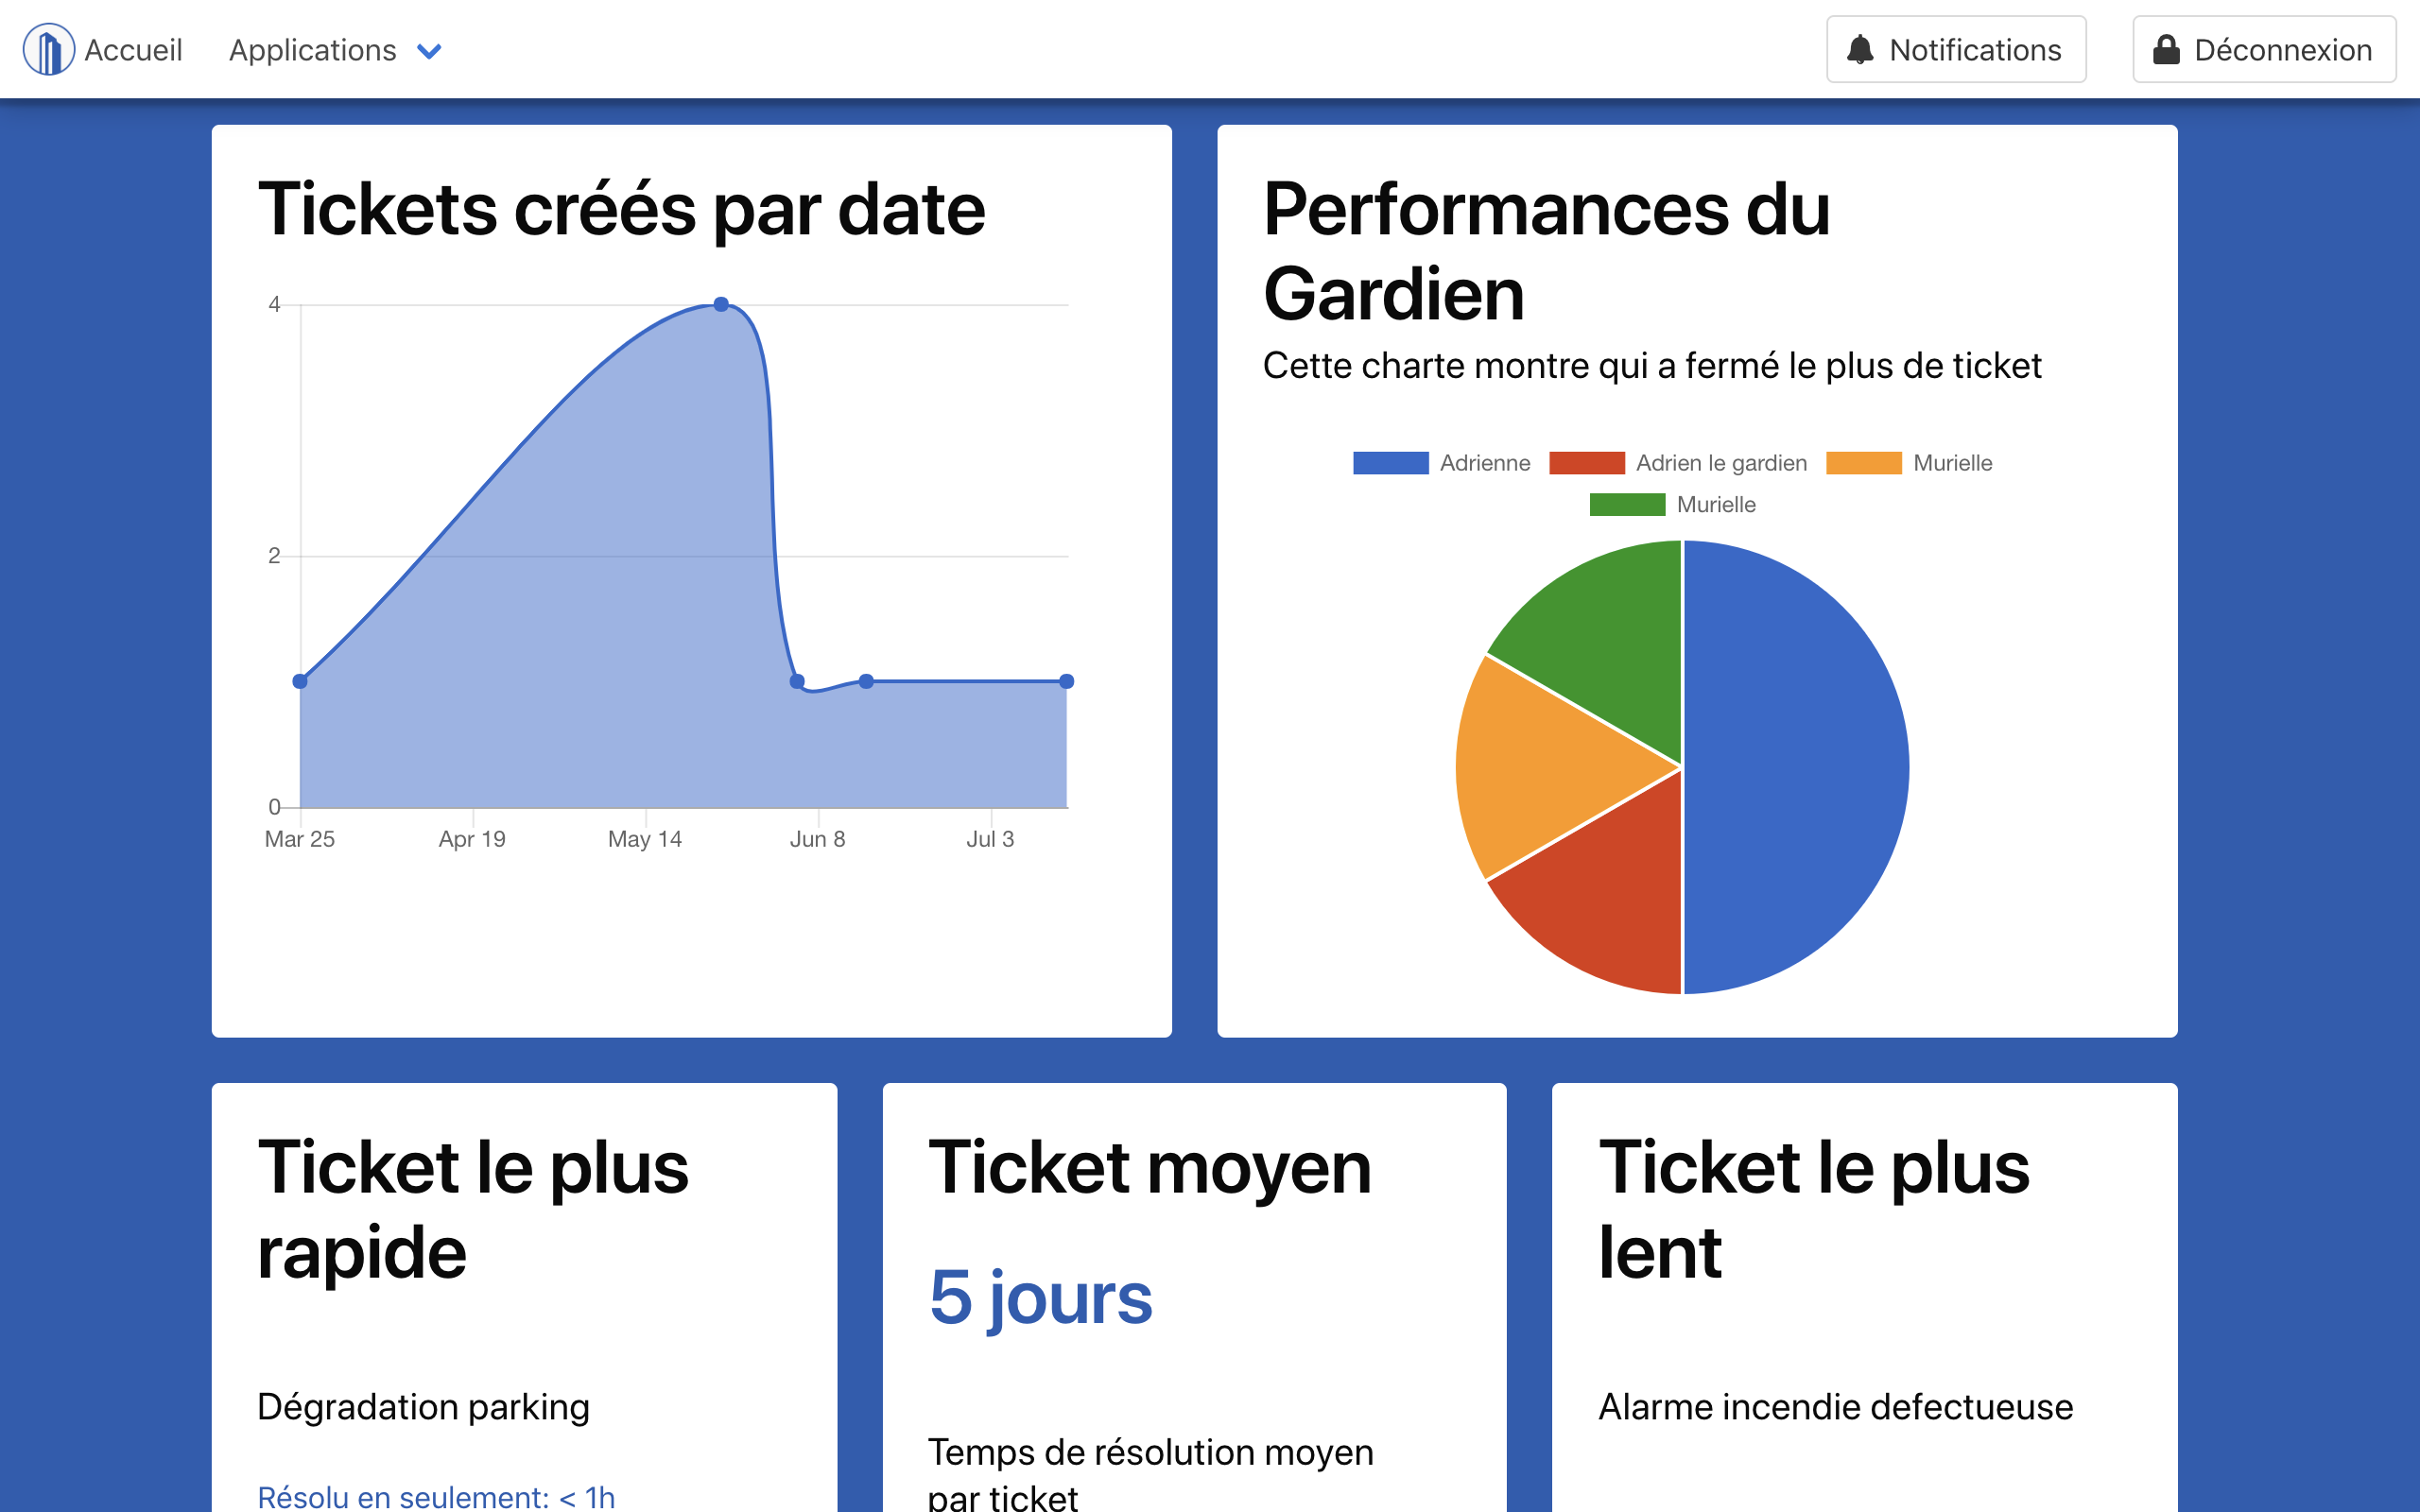 Accueil
Applications
Notifications
Déconnexion
Tickets créés par date
4
2
0
Mar 25
Apr 19
May 14
Jun 8
Jul 3
Performances du
Gardien
Cette charte montre qui a fermé le plus de ticket
Adrienne
Adrien le gardien
Murielle
Murielle
Ticket le plus
rapide
Dégradation parking
Résolu en seulement: < 1h
Ticket moyen
5 jours
Temps de résolution moyen
par ticket
Ticket le plus
lent
Alarme incendie defectueuse